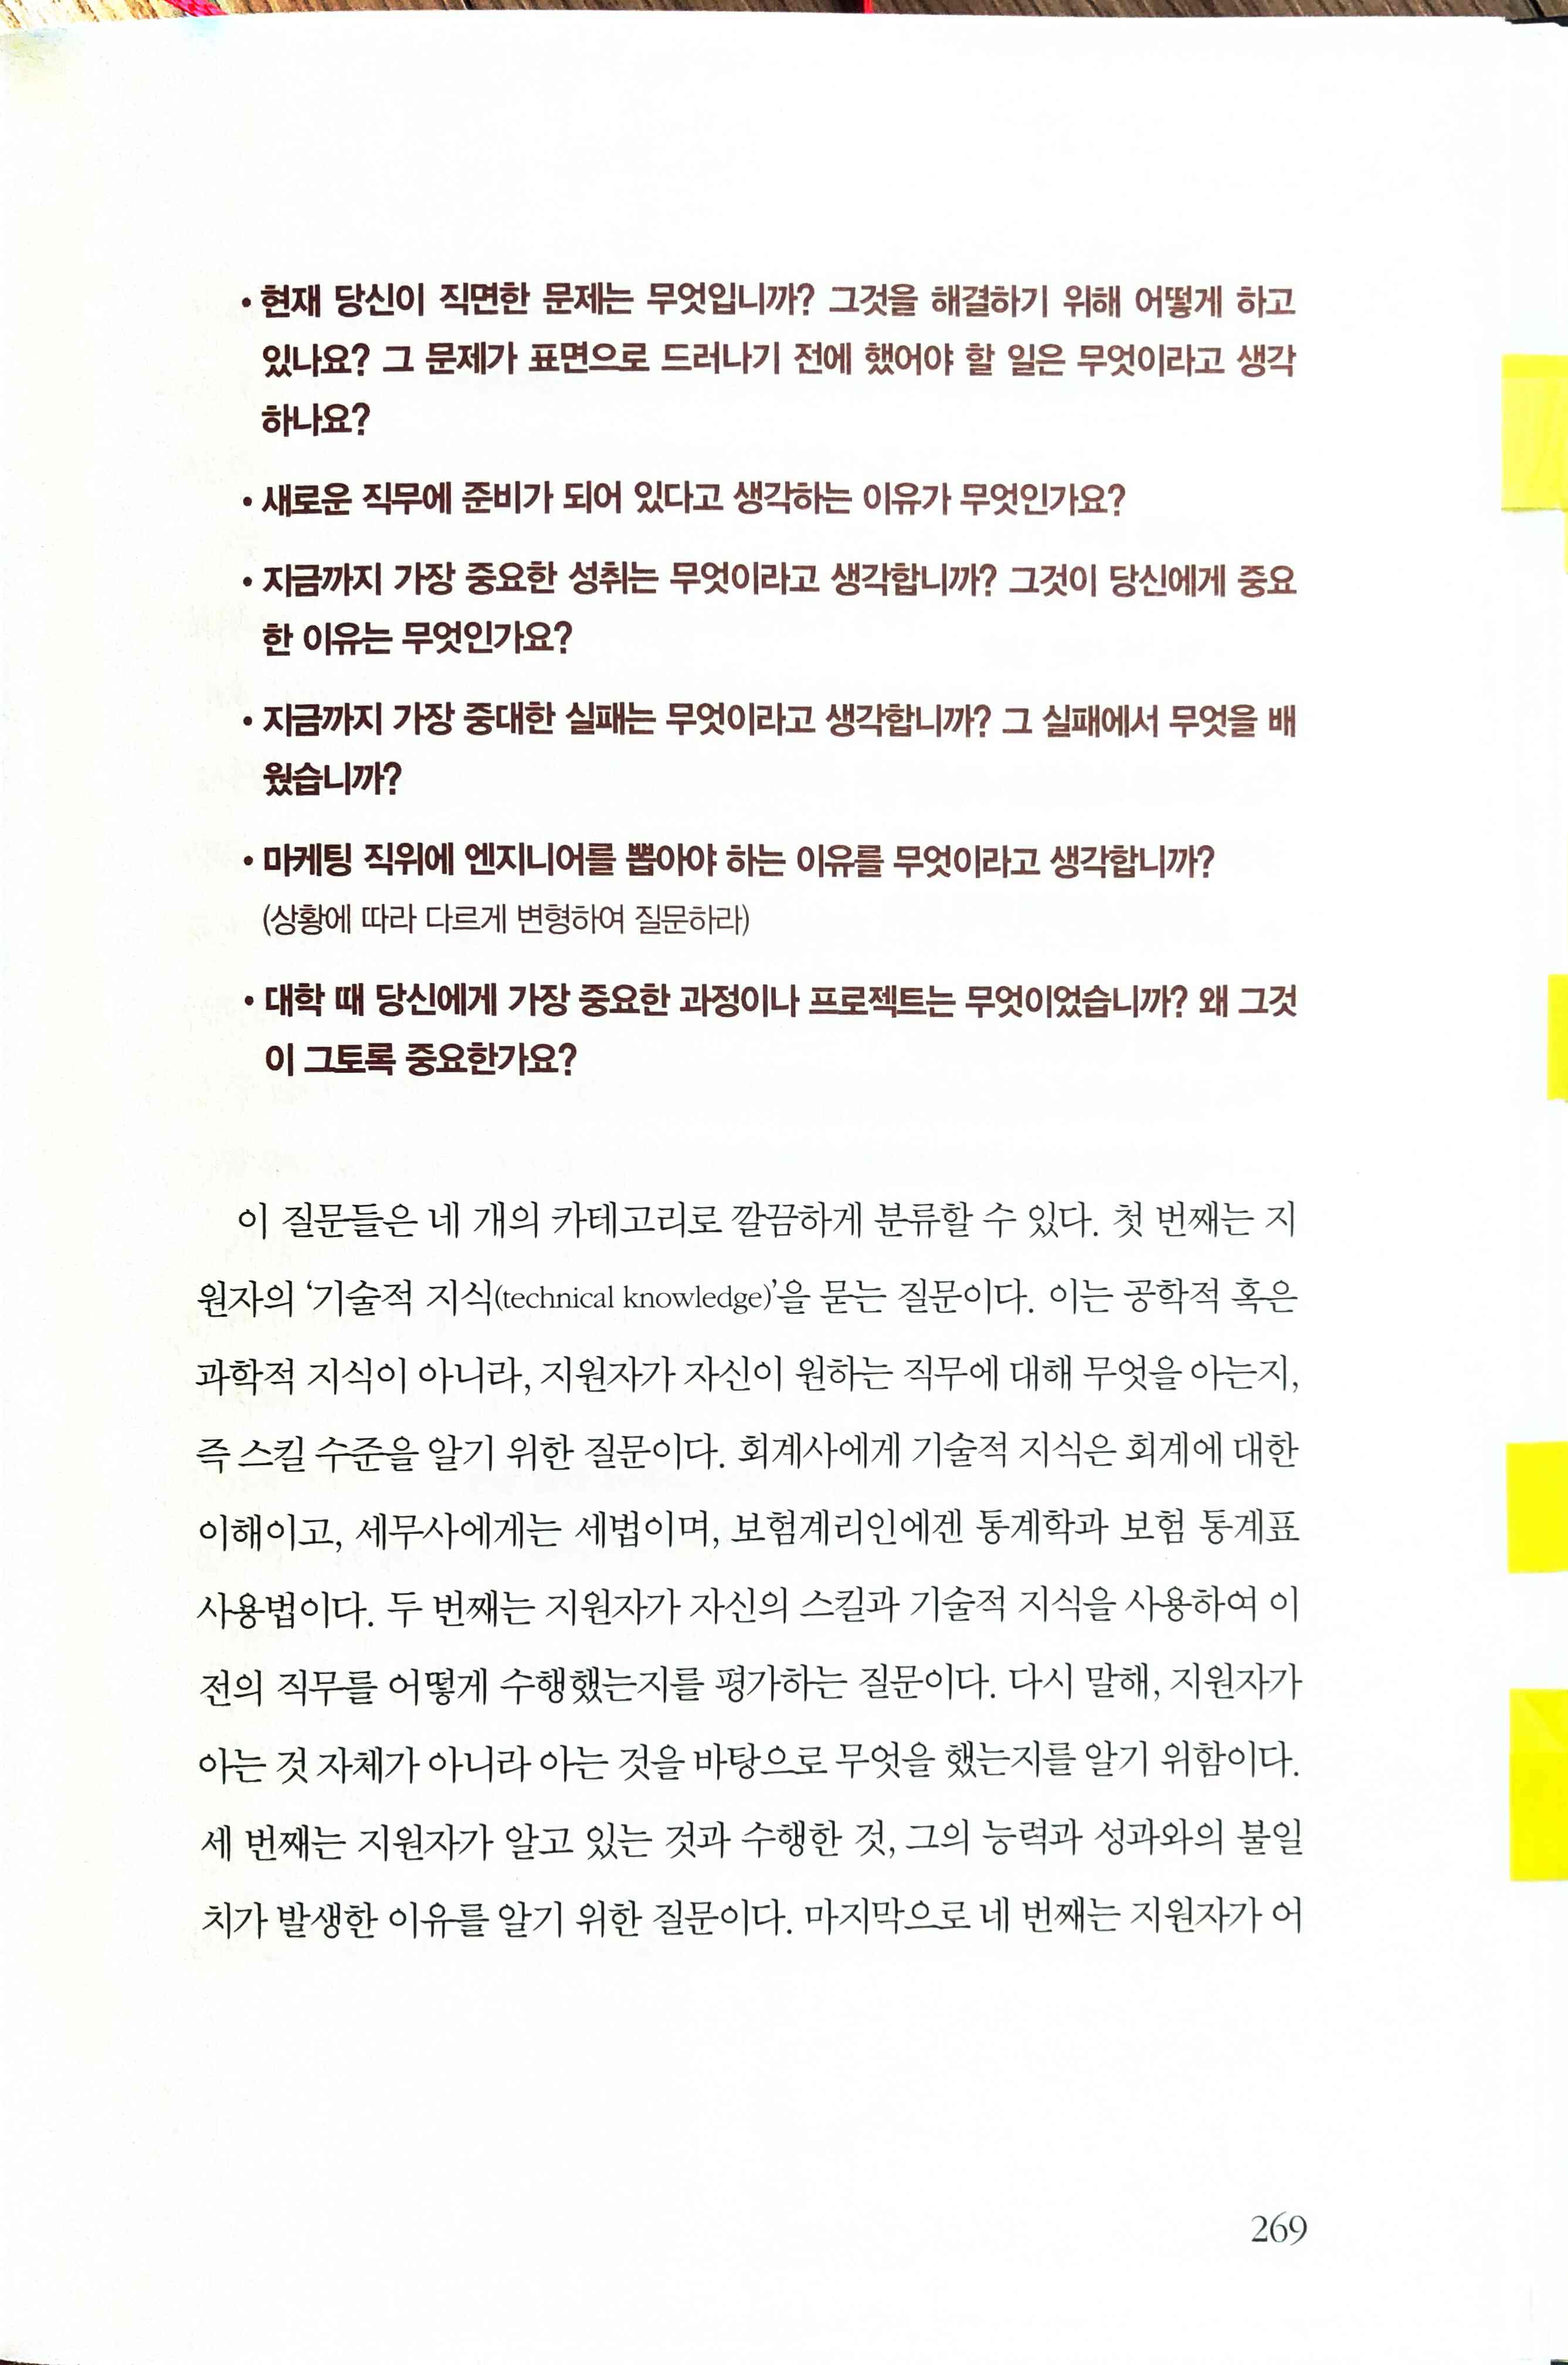 • 현재 당신이 직면한 문제는 무엇입니까? 그것을 해결하기 위해 어떻게 하고
있나요? 그 문제가 표면으로 드러나기 전에 했어야 할 일은 무엇이라고 생각
하나요?
• 새로운 직무에 준비가 되어 있다고 생각하는 이유가 무엇인가요?
• 지금까지 가장 중요한 성취는 무엇이라고 생각합니까? 그것이 당신에게 중요
한 이유는 무엇인가요?
• 지금까지 가장 중대한 실패는 무엇이라고 생각합니까? 그 실패에서 무엇을 배
웠습니까?
• 마케팅 직위에 엔지니어를 뽑아야 하는 이유를 무엇이라고 생각합니까?
(상황에 따라 다르게 변형하여 질문하라)
• 대학 때 당신에게 가장 중요한 과정이나 프로젝트는 무엇이었습니까? 왜 그것
이 그토록 중요한가요?
이 질문들은 네 개의 카테고리로 깔끔하게 분류할 수 있다. 첫 번째는 지
원자의 ‘기술적 지식(technical knowledge)’을 묻는 질문이다. 이는 공학적 혹은
과학적 지식이 아니라, 지원자가 자신이 원하는 직무에 대해 무엇을 아는지,
즉 스킬 수준을 알기 위한 질문이다. 회계사에게 기술적 지식은 회계에 대한
이해이고, 세무사에게는 세법이며, 보험계리인에겐 통계학과 보험 통계표
사용법이다. 두 번째는 지원자가 자신의 스킬과 기술적 지식을 사용하여 이
전의 직무를 어떻게 수행했는지를 평가하는 질문이다. 다시 말해, 지원자가
아는 것 자체가 아니라 아는 것을 바탕으로 무엇을 했는지를 알기 위함이다.
세 번째는 지원자가 알고 있는 것과 수행한 것, 그의 능력과 성과와의 불일
치가 발생한 이유를 알기 위한 질문이다. 마지막으로 네 번째는 지원자가 어
269